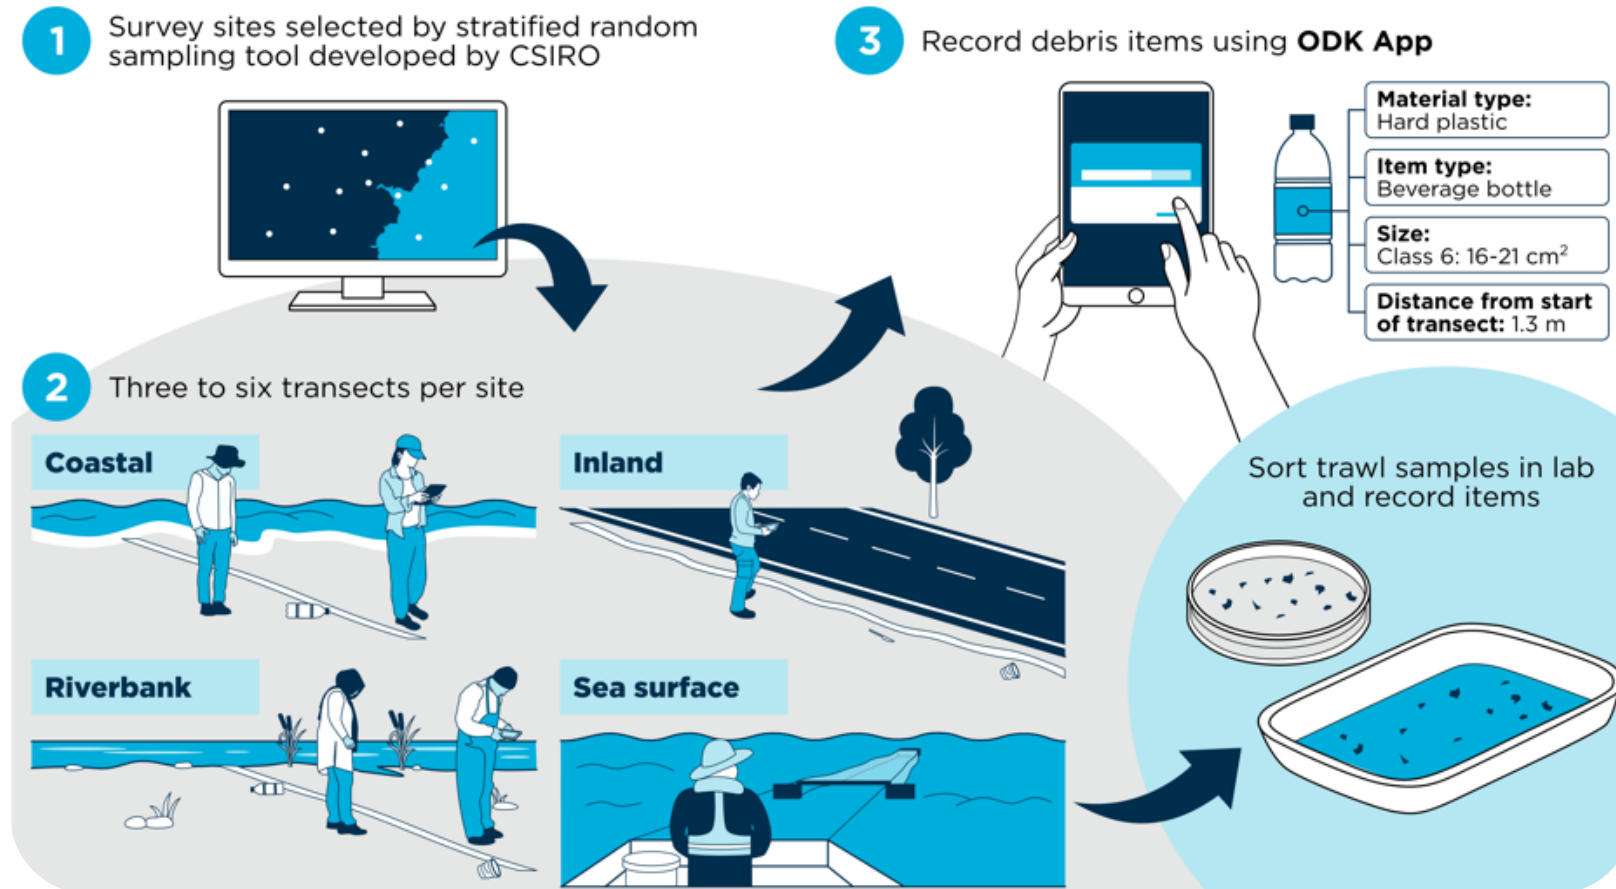 1
Survey sites selected by stratified random
sampling tool developed by CSIRO
2
Three to six transects per site
Coastal
Inland
Riverbank
Sea surface
3
Record debris items using ODK App
Material type:
Hard plastic
Item type:
Beverage bottle
Size:
Class 6: 16-21 cm²
Distance from start
of transect: 1.3 m
Sort trawl samples in lab
and record items